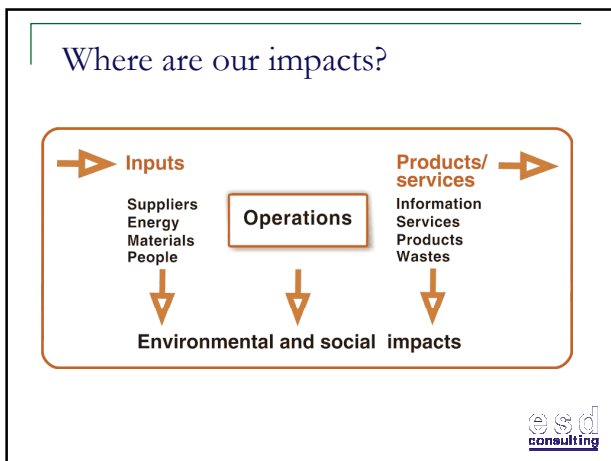 Where are our impacts?
Inputs
Suppliers
Energy
Materials
People
Operations
Products/
services
Information
Services
Products
Wastes
Environmental and social impacts
esd
consulting